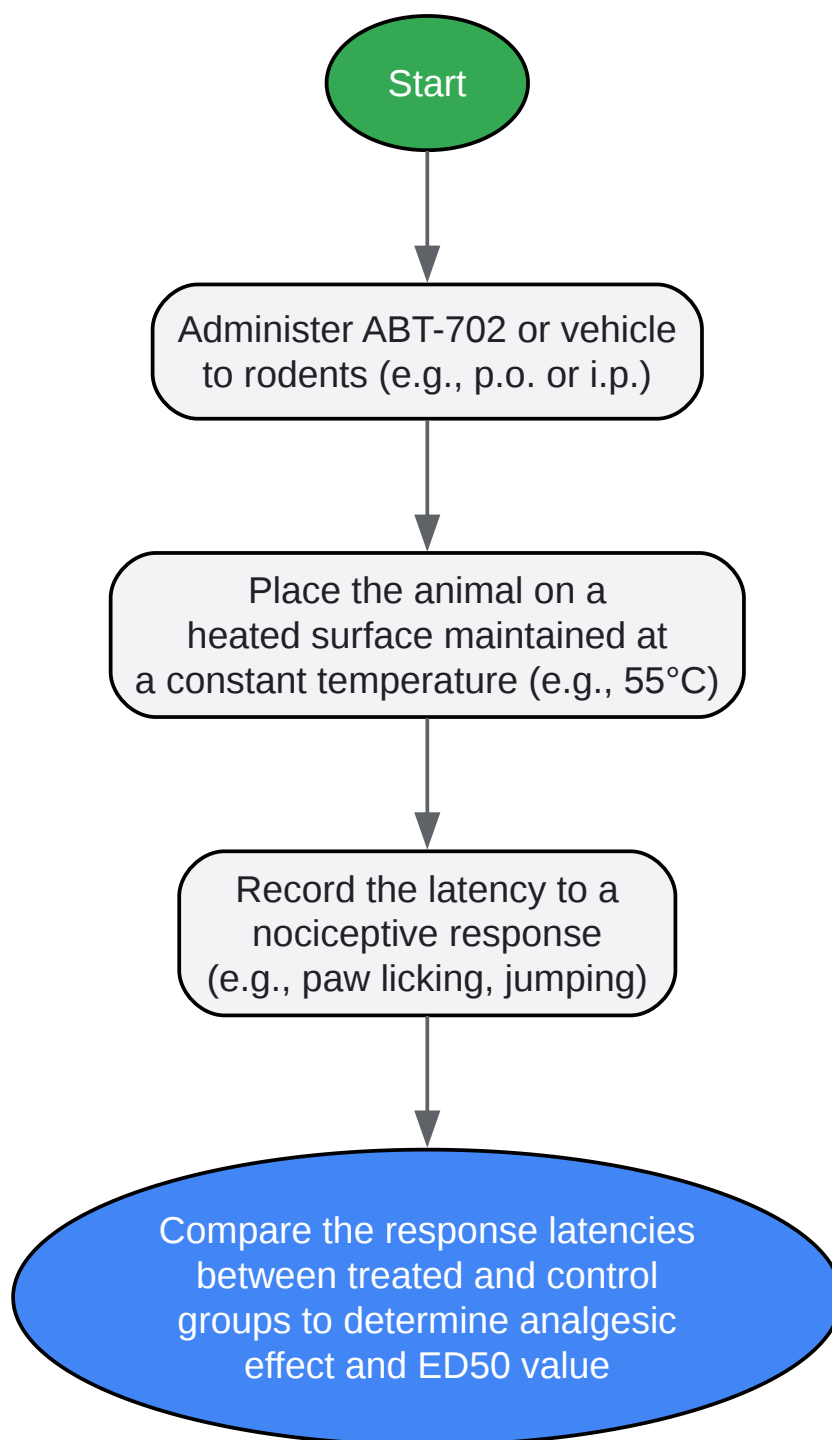 Start
Administer ABT-702 or vehicle
to rodents (e.g., p.o. or i.p.)
Place the animal on a
heated surface maintained at
a constant temperature (e.g., 55°C)
Record the latency to a
nociceptive response
(e.g., paw licking, jumping)
Compare the response latencies
between treated and control
groups to determine analgesic
effect and ED50 value